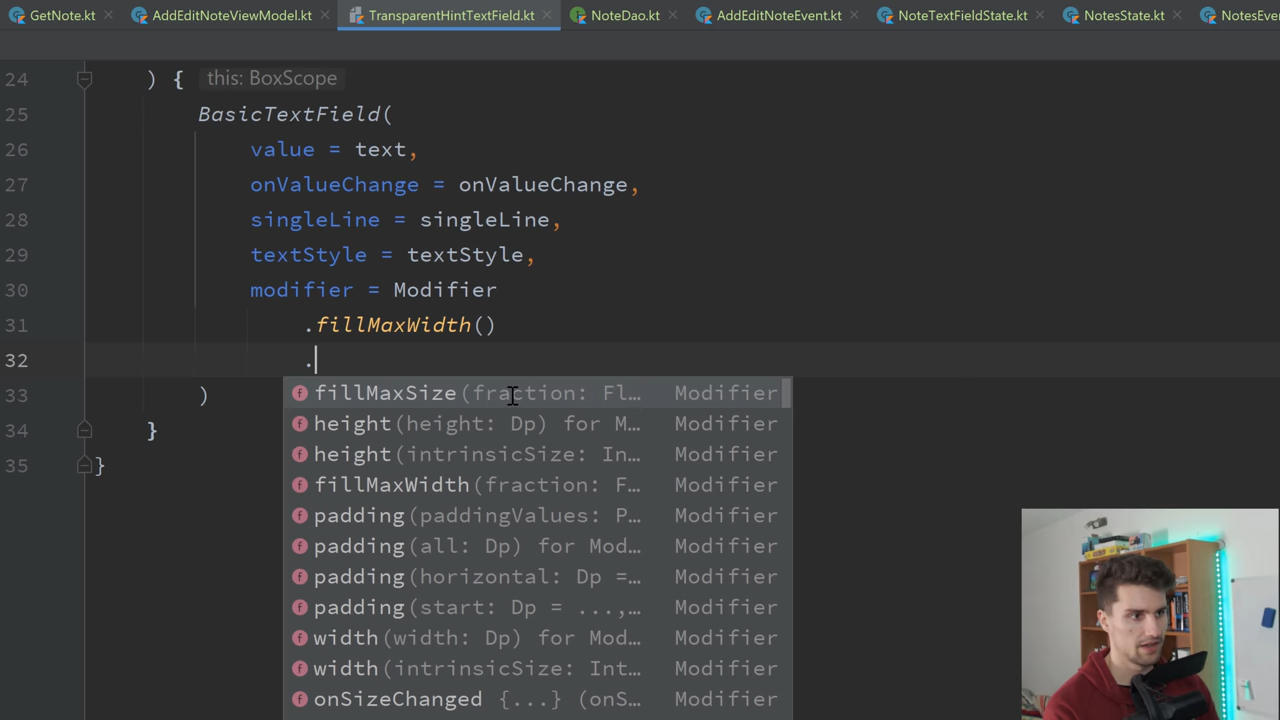 GetNote.kt
AddEditNoteViewModel.kt
TransparentHintTextField.kt
NoteDao.kt
AddEditNoteEvent.kt
NoteTextFieldState.kt
NotesState.kt
NotesEve
24 ) { this: BoxScope
25 BasicTextField(
26 value = text,
27 onValueChange = onValueChange,
28 singleLine = singleLine,
29 textStyle = textStyle,
30 modifier = Modifier
31 .fillMaxWidth()
32 .
33 )
34 }
35 }
fillMaxSize(fraction: Fl… Modifier
height(height: Dp) for M… Modifier
height(intrinsicSize: In… Modifier
fillMaxWidth(fraction: F… Modifier
padding(paddingValues: P… Modifier
padding(all: Dp) for Mod… Modifier
padding(horizontal: Dp =… Modifier
padding(start: Dp = ...,… Modifier
width(width: Dp) for Mod… Modifier
width(intrinsicSize: Int… Modifier
onSizeChanged {...} (onS… Modifier